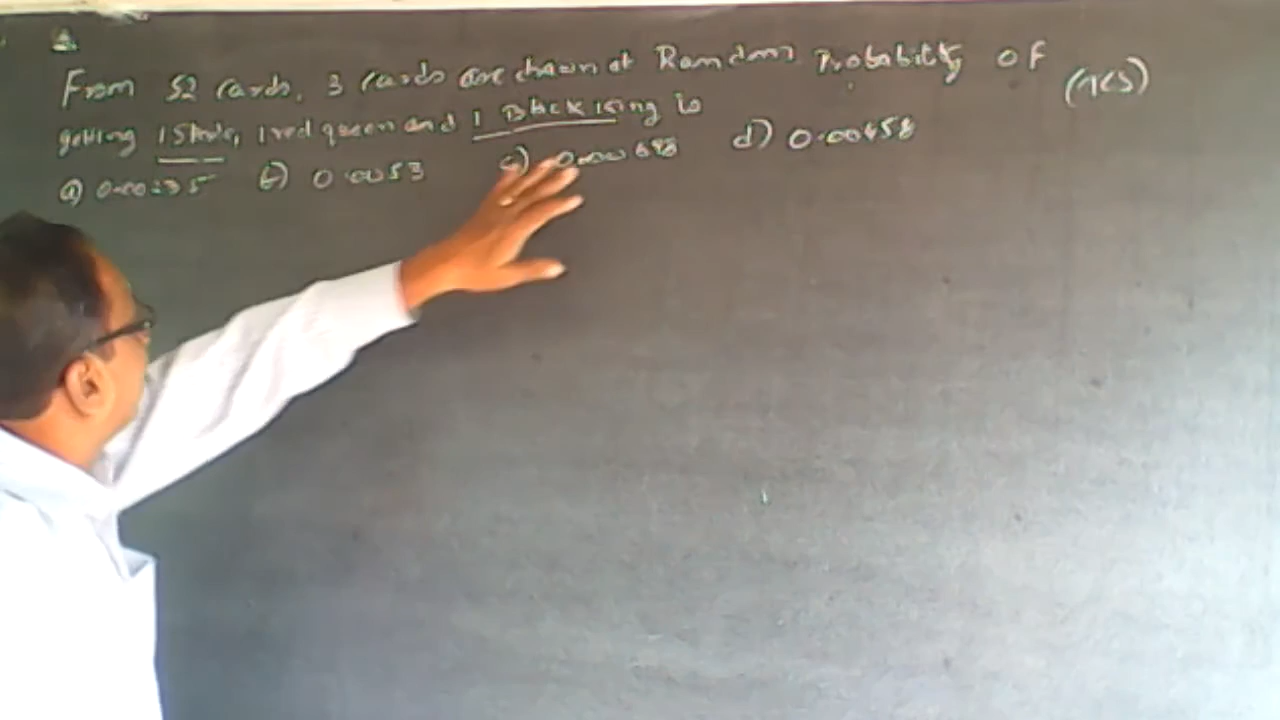 From 52 cards, 3 cards are drawn at Random. Probability of (TCS)
getting 1 Spade, 1 red queen and 1 Black king is
a) 0.00235 b) 0.0053 c) d) 0.00458